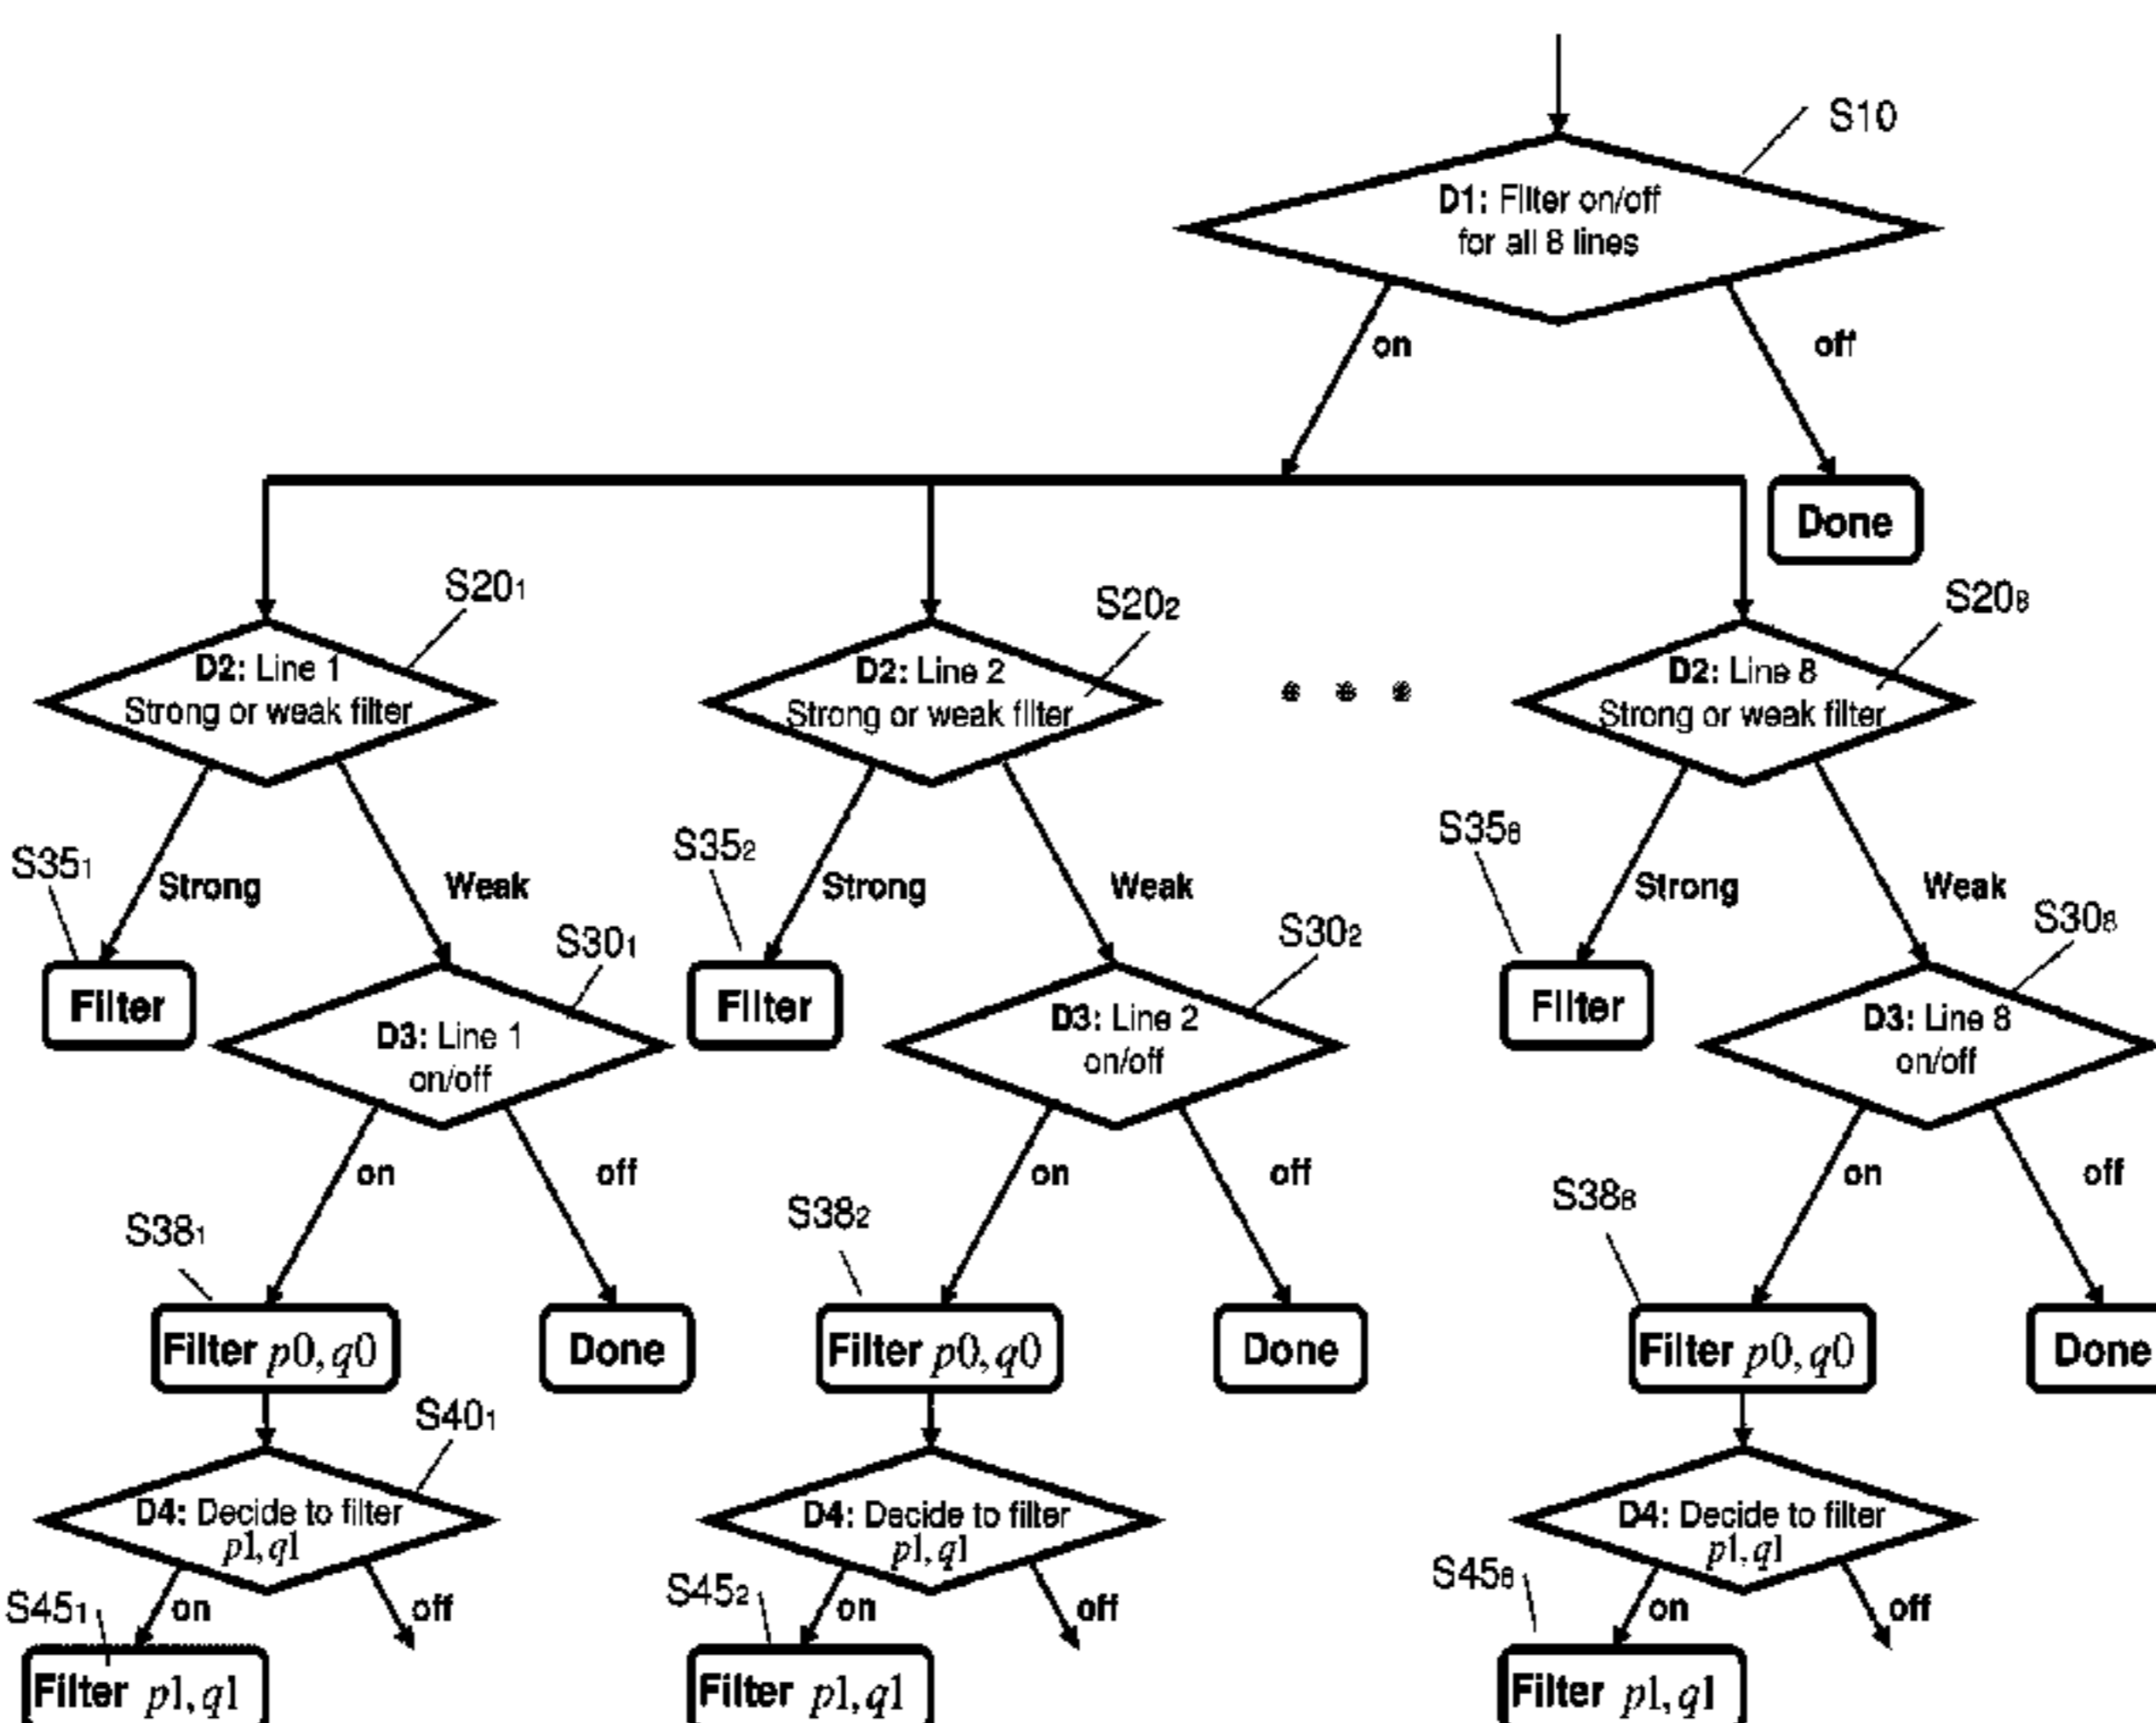 S10
D1: Filter on/off
for all 8 lines
on
off
Done
S201
S202
S208
D2: Line 1
Strong or weak filter
D2: Line 2
Strong or weak filter
D2: Line 8
Strong or weak filter
S351
Strong
Weak
S352
Strong
Weak
S358
Strong
Weak
S301
S302
S308
Filter
D3: Line 1
on/off
Filter
D3: Line 2
on/off
Filter
D3: Line 8
on/off
on
off
on
off
on
off
S381
S382
S388
Filter p0, q0
Done
Filter p0, q0
Done
Filter p0, q0
Done
S401
D4: Decide to filter
p1, q1
D4: Decide to filter
p1, q1
D4: Decide to filter
p1, q1
S451
on
off
S452
on
off
S458
on
off
Filter p1, q1
Filter p1, q1
Filter p1, q1